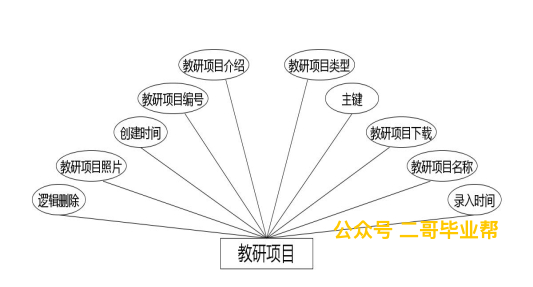 教研项目介绍
教研项目类型
教研项目编号
主键
创建时间
教研项目下载
教研项目照片
教研项目名称
逻辑删除
录入时间
公众号 二哥毕业帮
教研项目